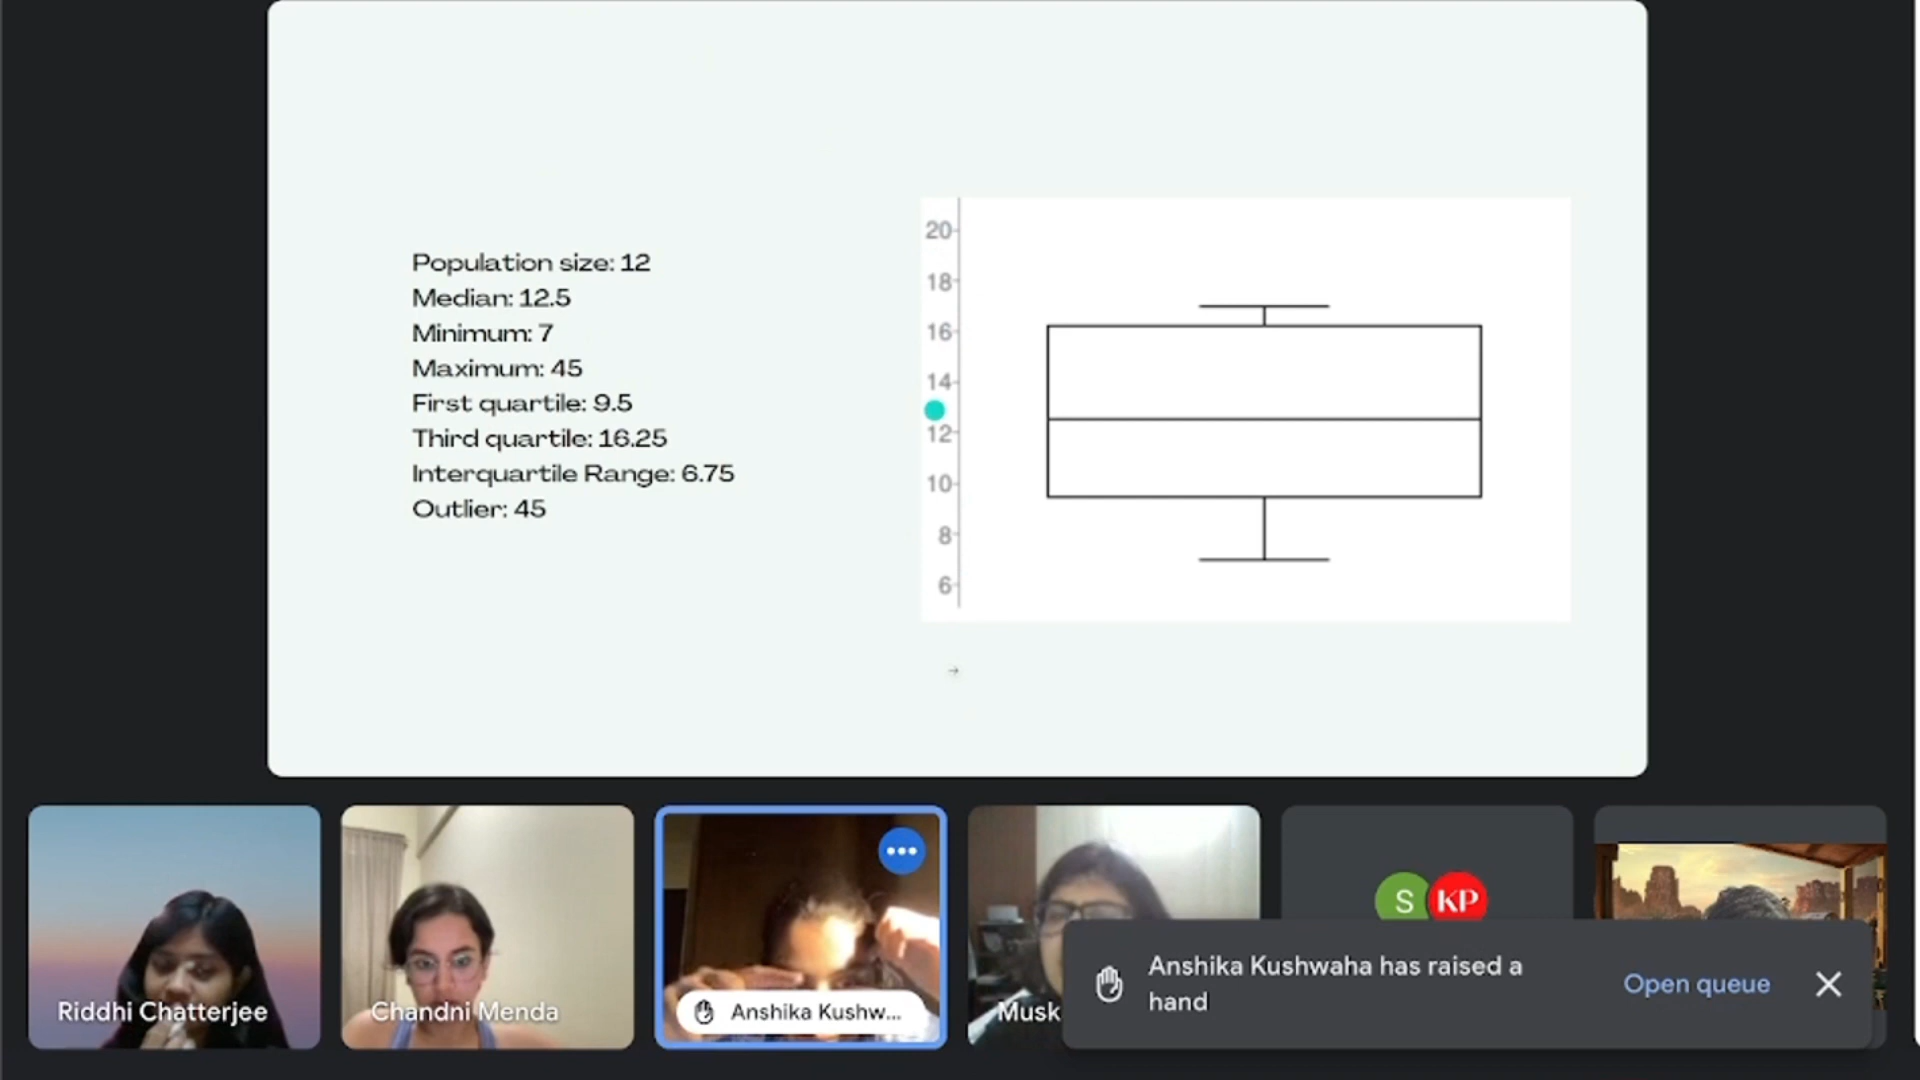 Population size: 12
Median: 12.5
Minimum: 7
Maximum: 45
First quartile: 9.5
Third quartile: 16.25
Interquartile Range: 6.75
Outlier: 45
20
18
16
14
12
10
8
6
Riddhi Chatterjee
Chandni Menda
Anshika Kushw...
Musk
S
KP
Anshika Kushwaha has raised a
hand
Open queue